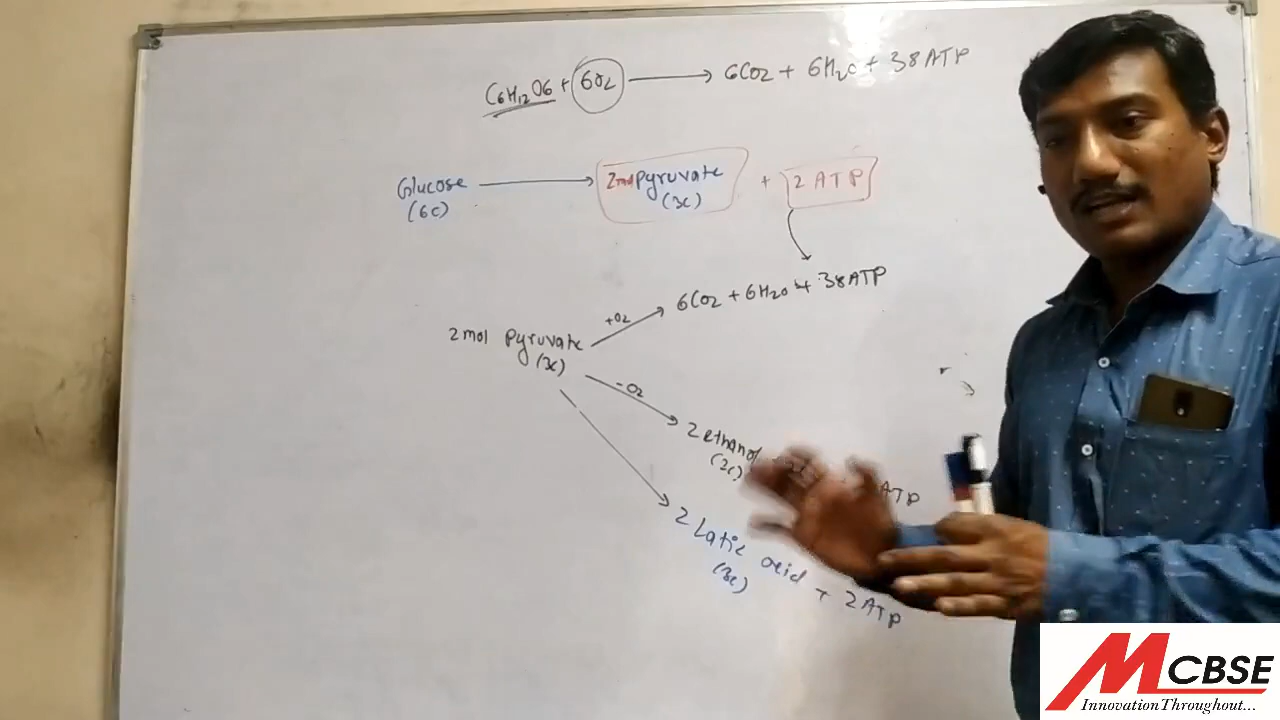 C6H12O6 + 6O2 → 6CO2 + 6H2O + 38ATP
Glucose → 2mol pyruvate + 2 ATP
(6C) (3C)
+O2 6CO2 + 6H2O + 38ATP
2mol pyruvate
(3C)
-O2
2 ethanol ATP
(2C)
2 Latic acid + 2ATP
(3C)
MCBSE
Innovation Throughout...